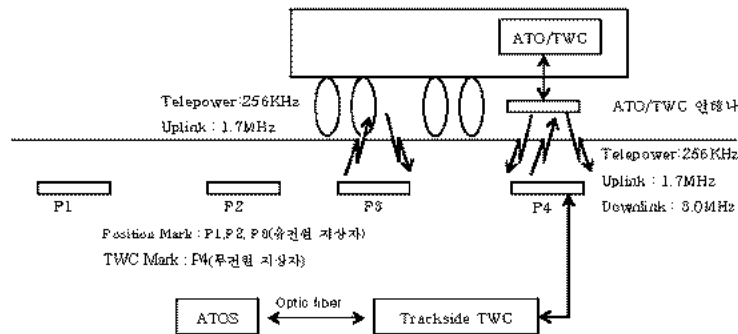 ATO/TWC
Telepower:256KHz
Uplink : 1.7MHz
ATO/TWC 안테나
Telepower:256KHz
Uplink : 1.7MHz
Downlink : 3.0MHz
P1
P2
P3
P4
Position Mark : P1,P2, P3(유전원 지상자)
TWC Mark : P4(무전원 지상자)
ATOS
Optic fiber
Trackside TWC